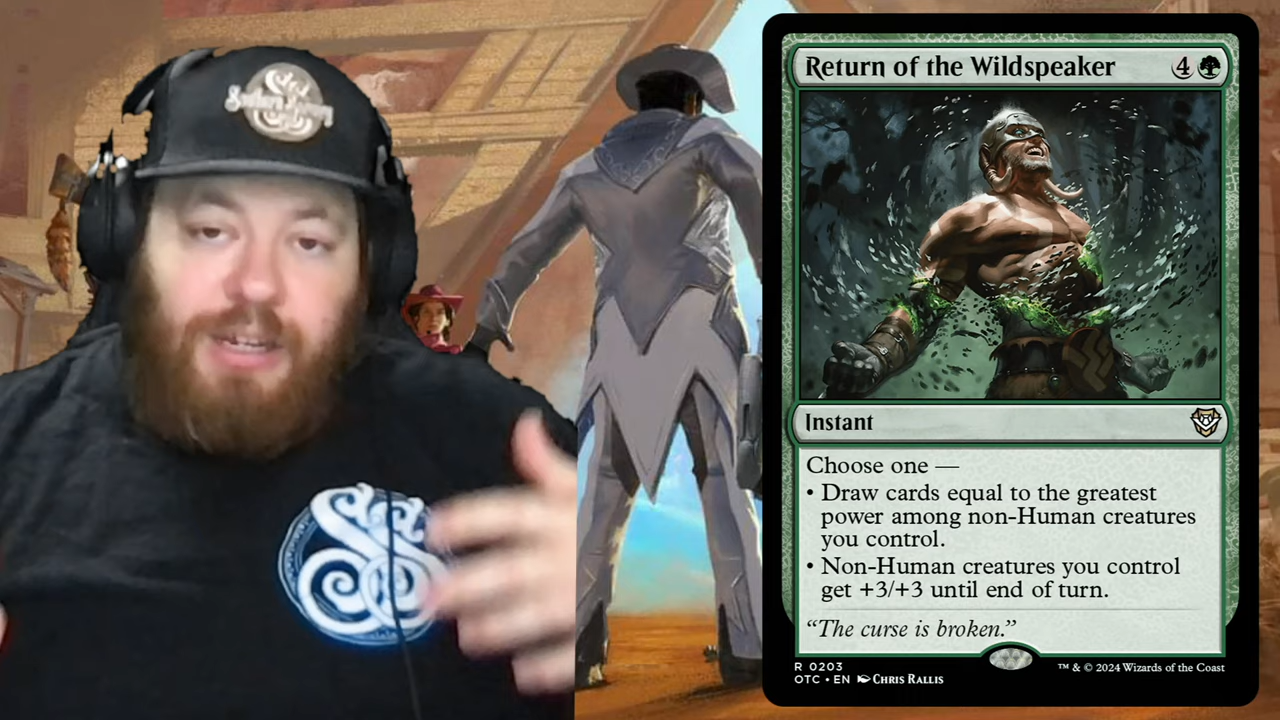 Return of the Wildspeaker 4
Instant
Choose one —
• Draw cards equal to the greatest
power among non-Human creatures
you control.
• Non-Human creatures you control
get +3/+3 until end of turn.
“The curse is broken.”
R 0203
OTC • EN CHRIS RALLIS
™ & © 2024 Wizards of the Coast